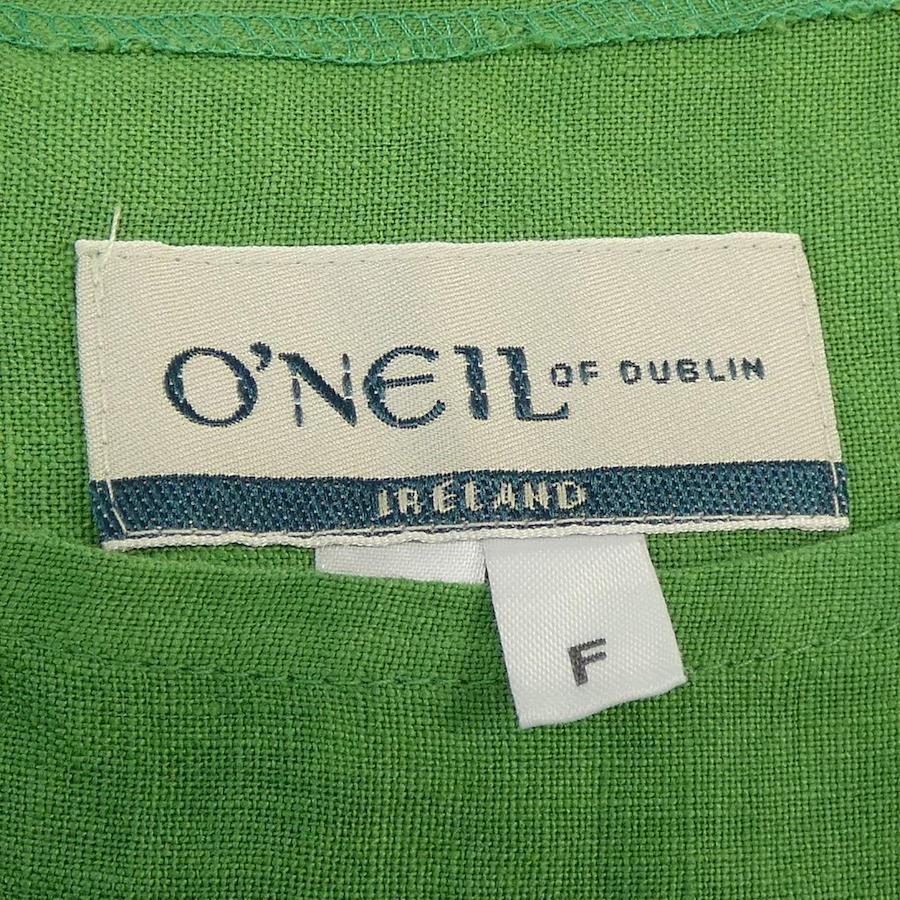 O'NEIL OF DUBLIN
IRELAND
F